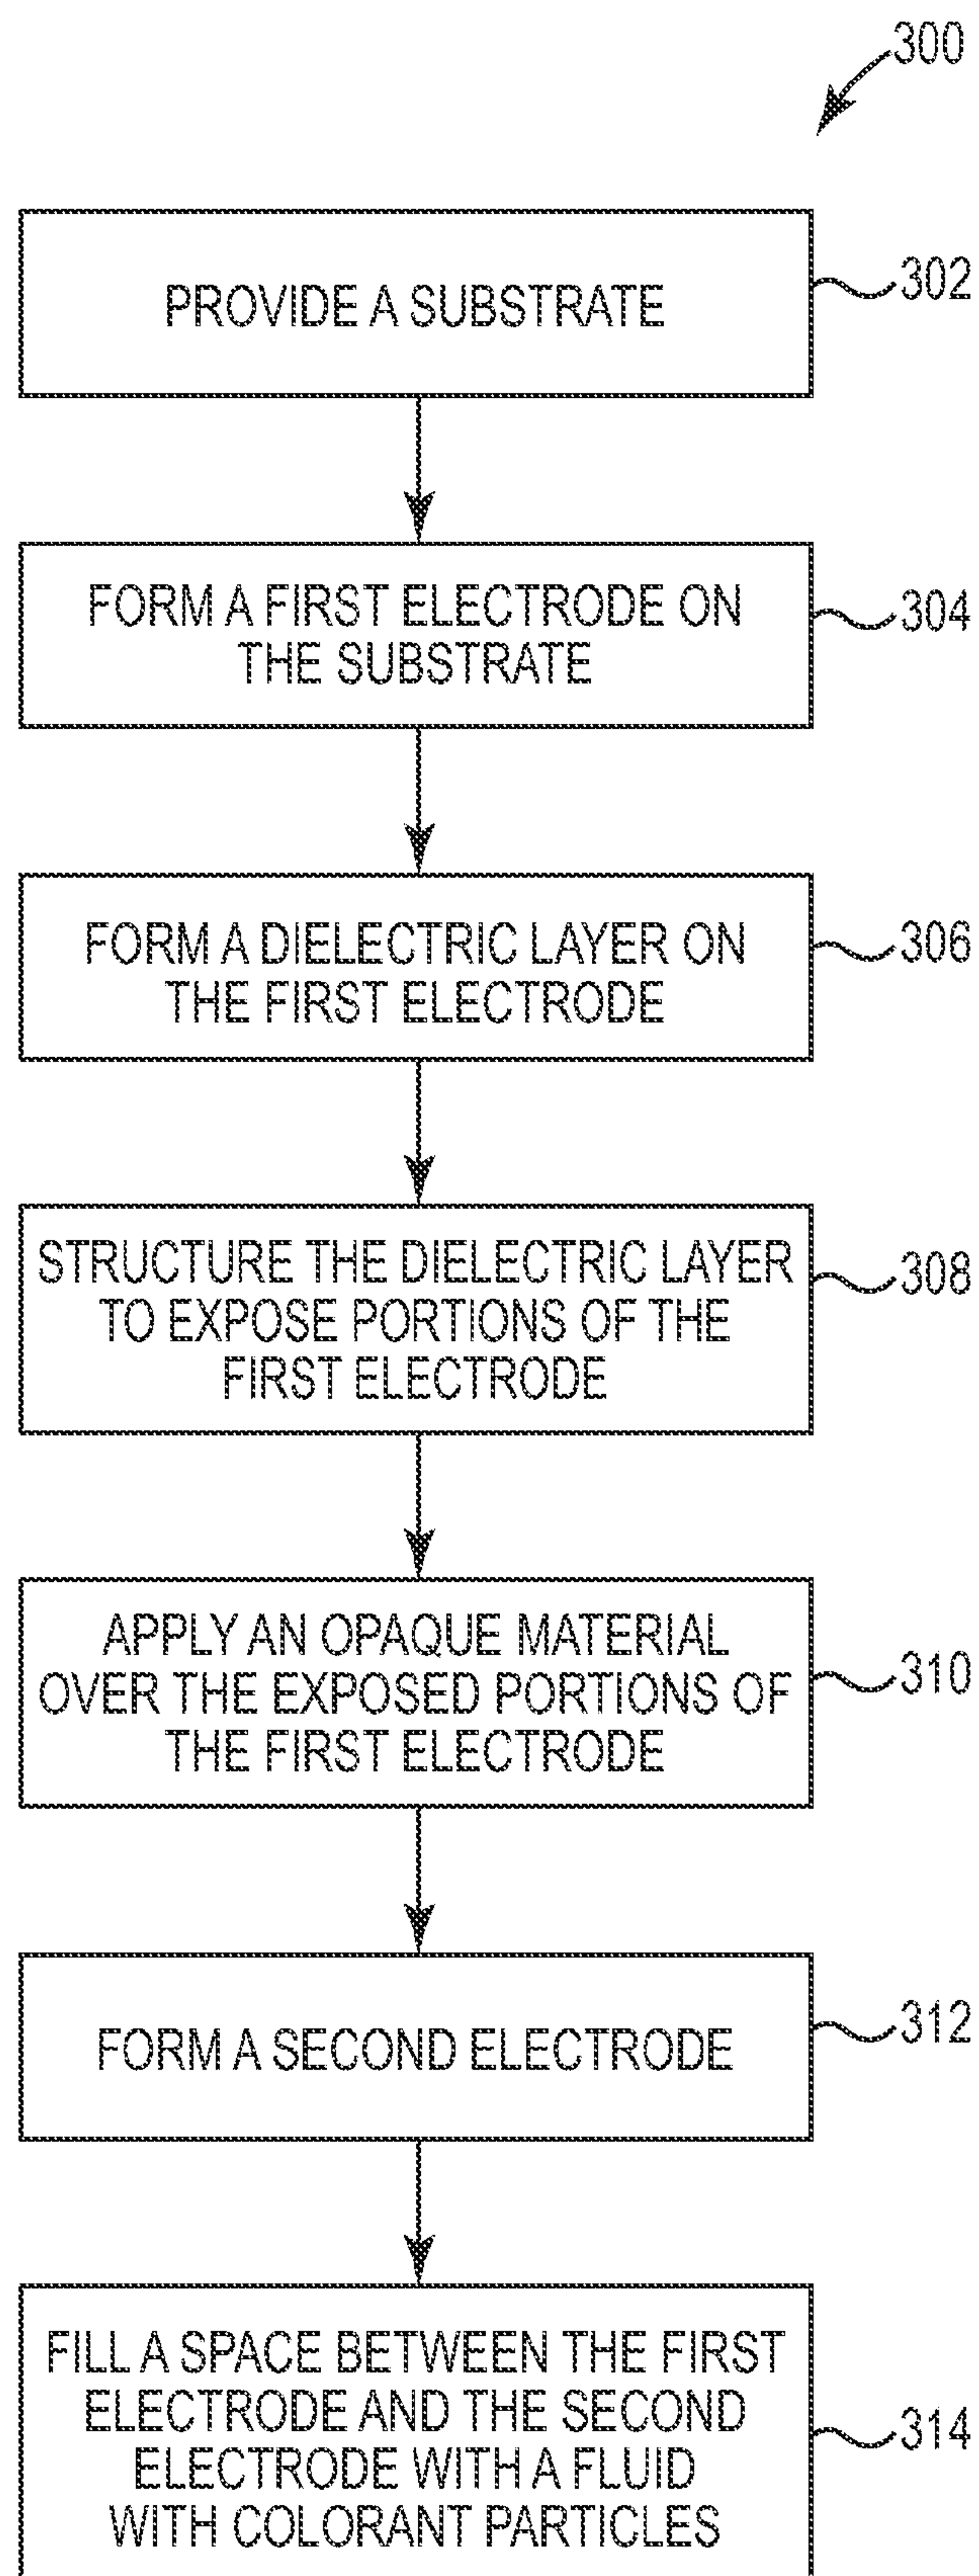 300
PROVIDE A SUBSTRATE
302
FORM A FIRST ELECTRODE ON
THE SUBSTRATE
304
FORM A DIELECTRIC LAYER ON
THE FIRST ELECTRODE
306
STRUCTURE THE DIELECTRIC LAYER
TO EXPOSE PORTIONS OF THE
FIRST ELECTRODE
308
APPLY AN OPAQUE MATERIAL
OVER THE EXPOSED PORTIONS OF
THE FIRST ELECTRODE
310
FORM A SECOND ELECTRODE
312
FILL A SPACE BETWEEN THE FIRST
ELECTRODE AND THE SECOND
ELECTRODE WITH A FLUID
WITH COLORANT PARTICLES
314